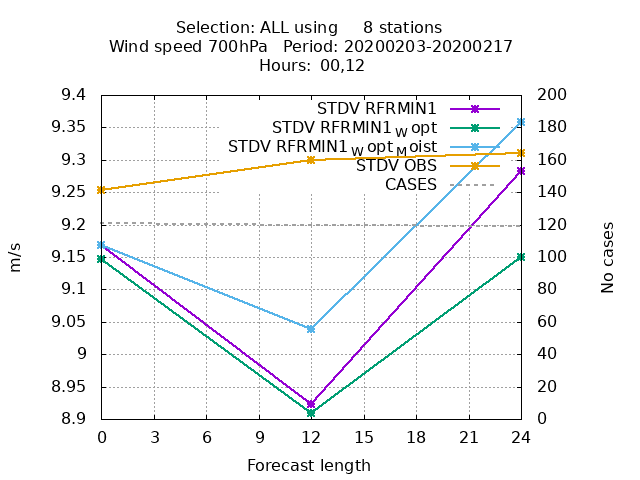 Selection: ALL using     8 stations
Wind speed 700hPa   Period: 20200203-20200217
Hours: 00,12
9.4
9.35
9.3
9.25
9.2
9.15
9.1
9.05
9
8.95
8.9
200
180
160
140
120
100
80
60
40
20
0
STDV RFRMIN1
STDV RFRMIN1_W opt
STDV RFRMIN1_W opt_M oist
STDV OBS
CASES
m/s
No cases
0 3 6 9 12 15 18 21 24
Forecast length